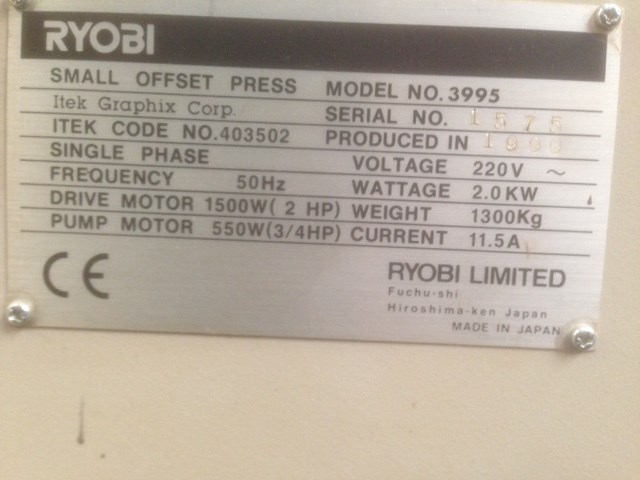 RYOBI
SMALL OFFSET PRESS MODEL NO. 3995
Itek Graphix Corp. SERIAL NO. 1575
ITEK CODE NO. 403502 PRODUCED IN
SINGLE PHASE VOLTAGE 220V ~
FREQUENCY 50Hz WATTAGE 2.0KW
DRIVE MOTOR 1500W( 2 HP) WEIGHT 1300Kg
PUMP MOTOR 550W(3/4HP) CURRENT 11.5A
CE
RYOBI LIMITED
Fuchu-shi
Hiroshima-ken Japan
MADE IN JAPAN